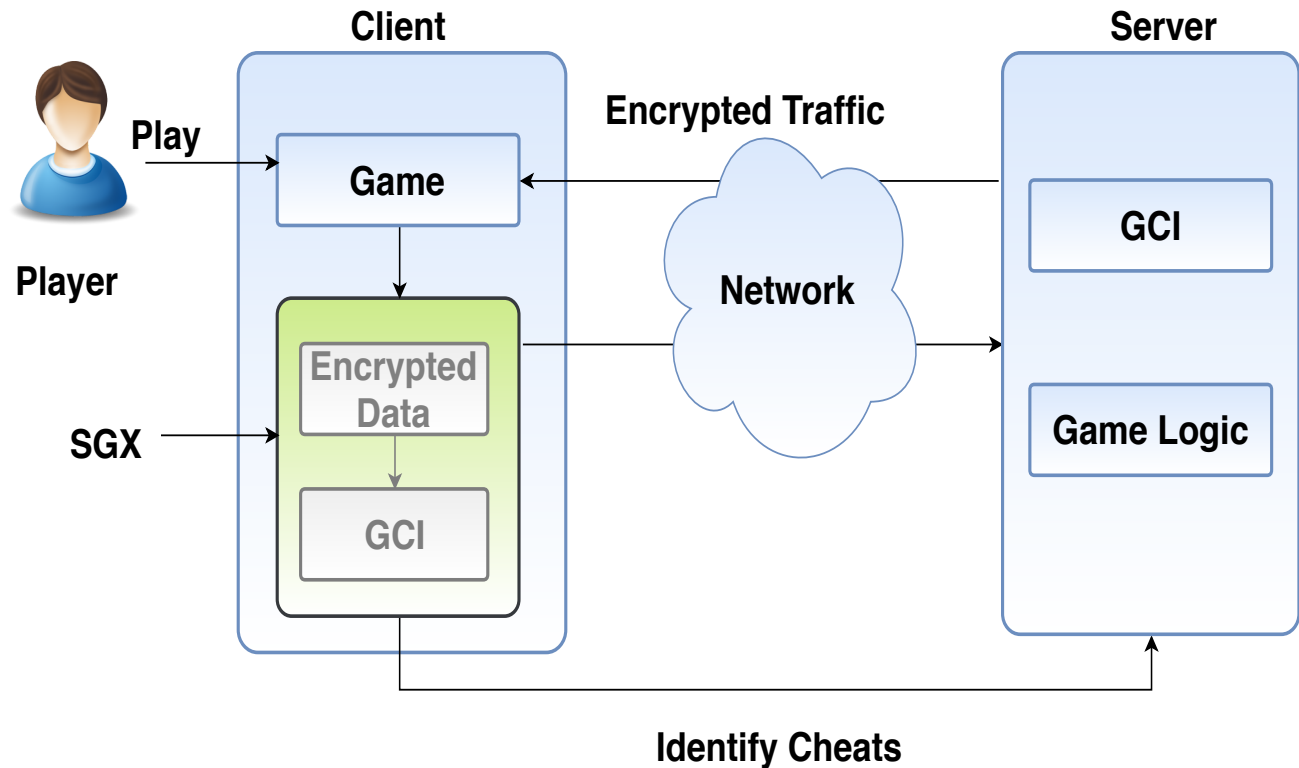 Client
Server
Encrypted Traffic
Play
Game
GCI
Player
Network
Encrypted
Data
SGX
Game Logic
GCI
Identify Cheats